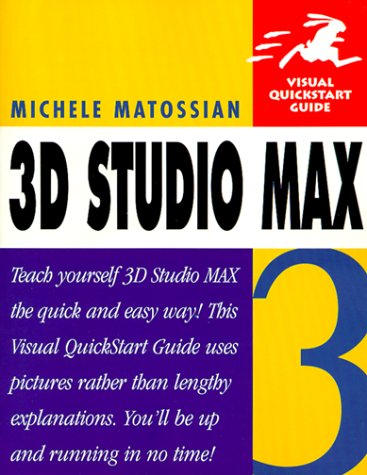 VISUAL
QUICKSTART
GUIDE
MICHELE MATOSSIAN
3D STUDIO MAX
3
Teach yourself 3D Studio MAX
the quick and easy way! This
Visual QuickStart Guide uses
pictures rather than lengthy
explanations. You'll be up
and running in no time!